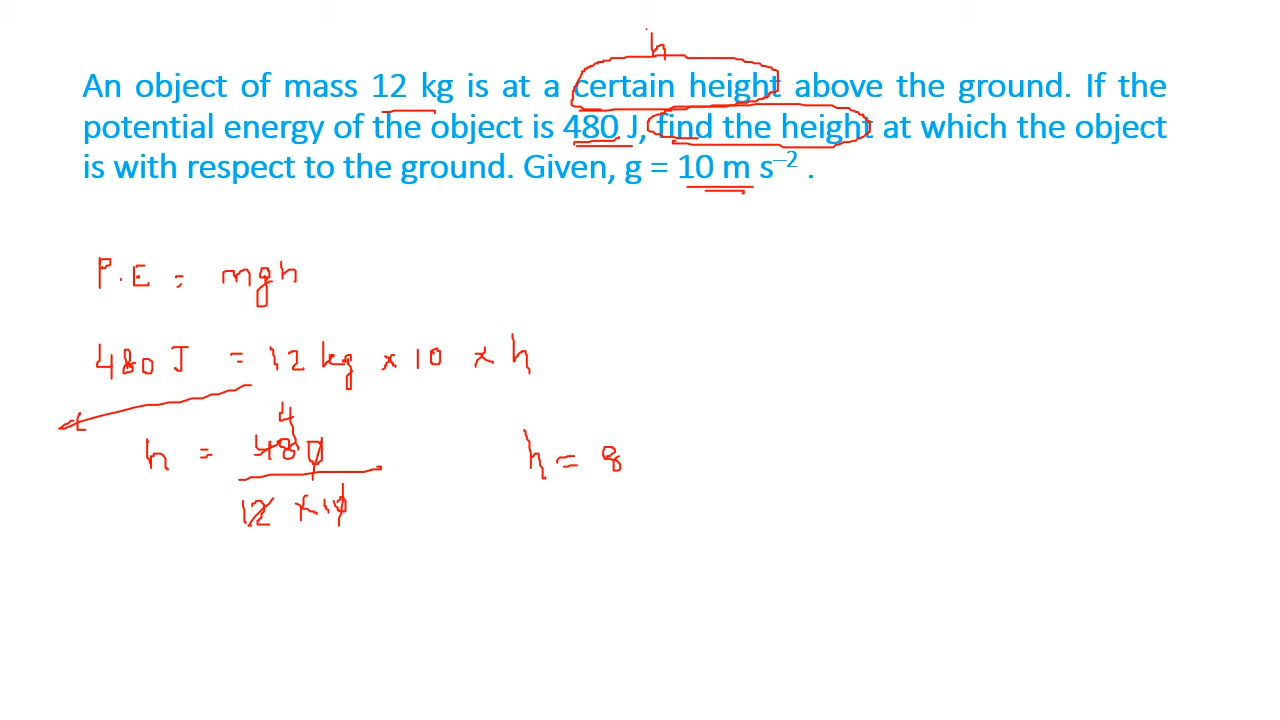 h
An object of mass 12 kg is at a certain height above the ground. If the
potential energy of the object is 480 J, find the height at which the object
is with respect to the ground. Given, g = 10 m s⁻² .
P.E = mgh
480 J = 12 kg × 10 × h
4
h = 480
12 × 10
h = 8